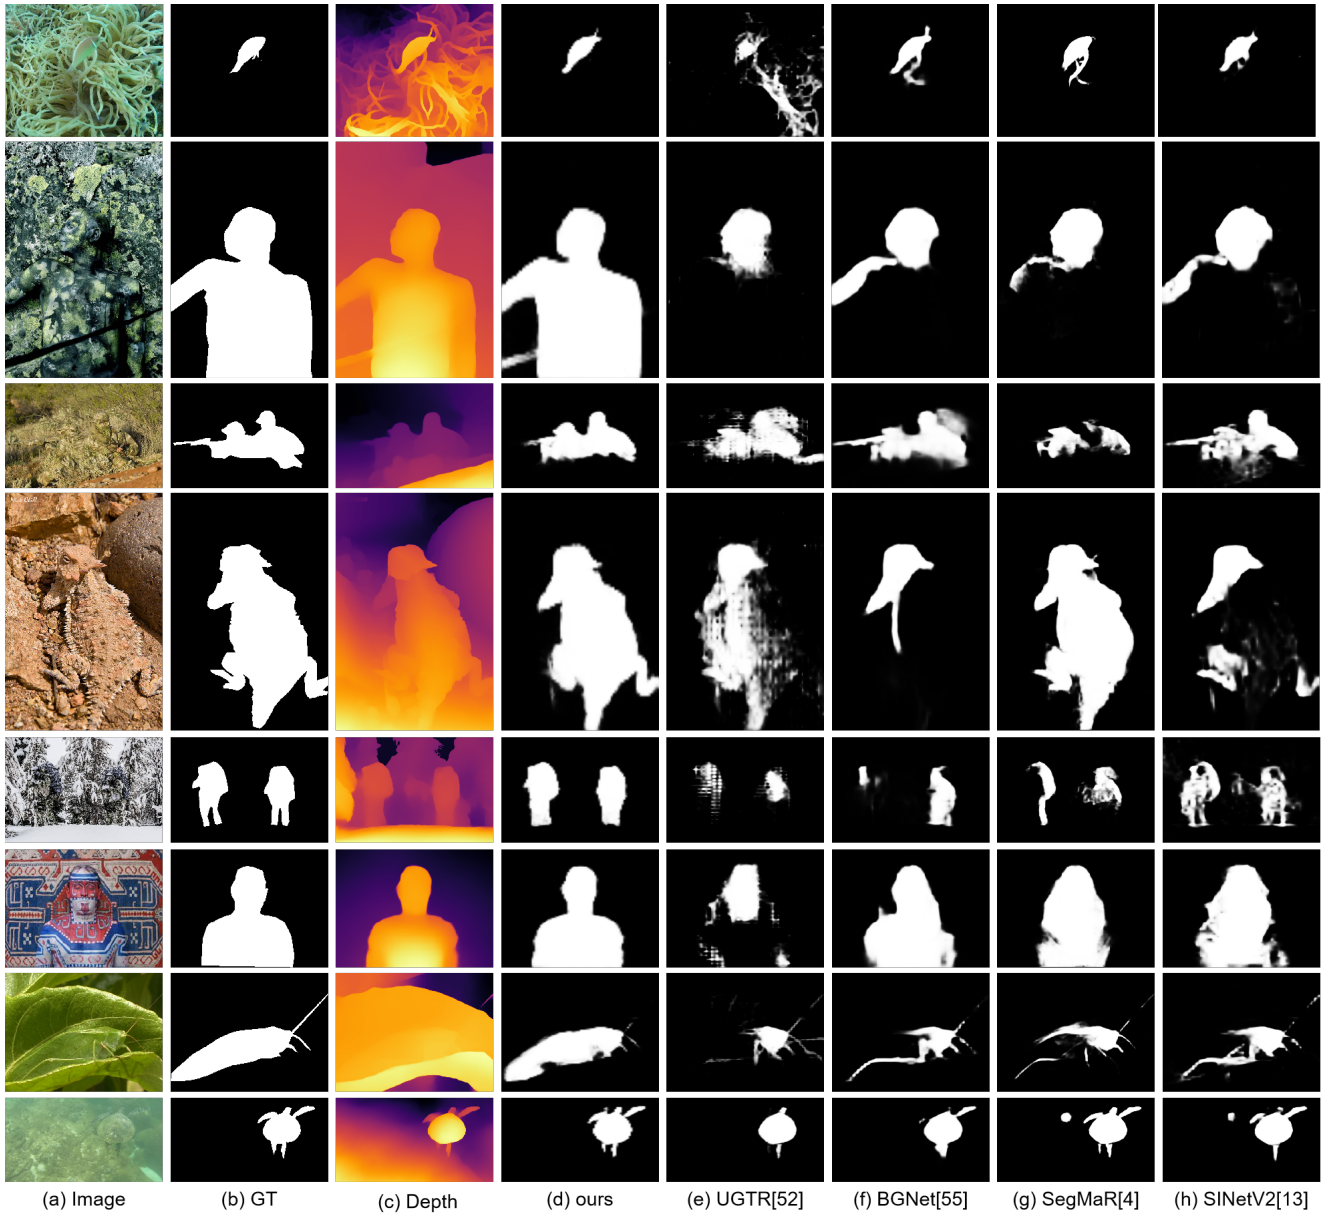 (a) Image
(b) GT
(c) Depth
(d) ours
(e) UGTR[52]
(f) BGNet[55]
(g) SegMaR[4]
(h) SINetV2[13]